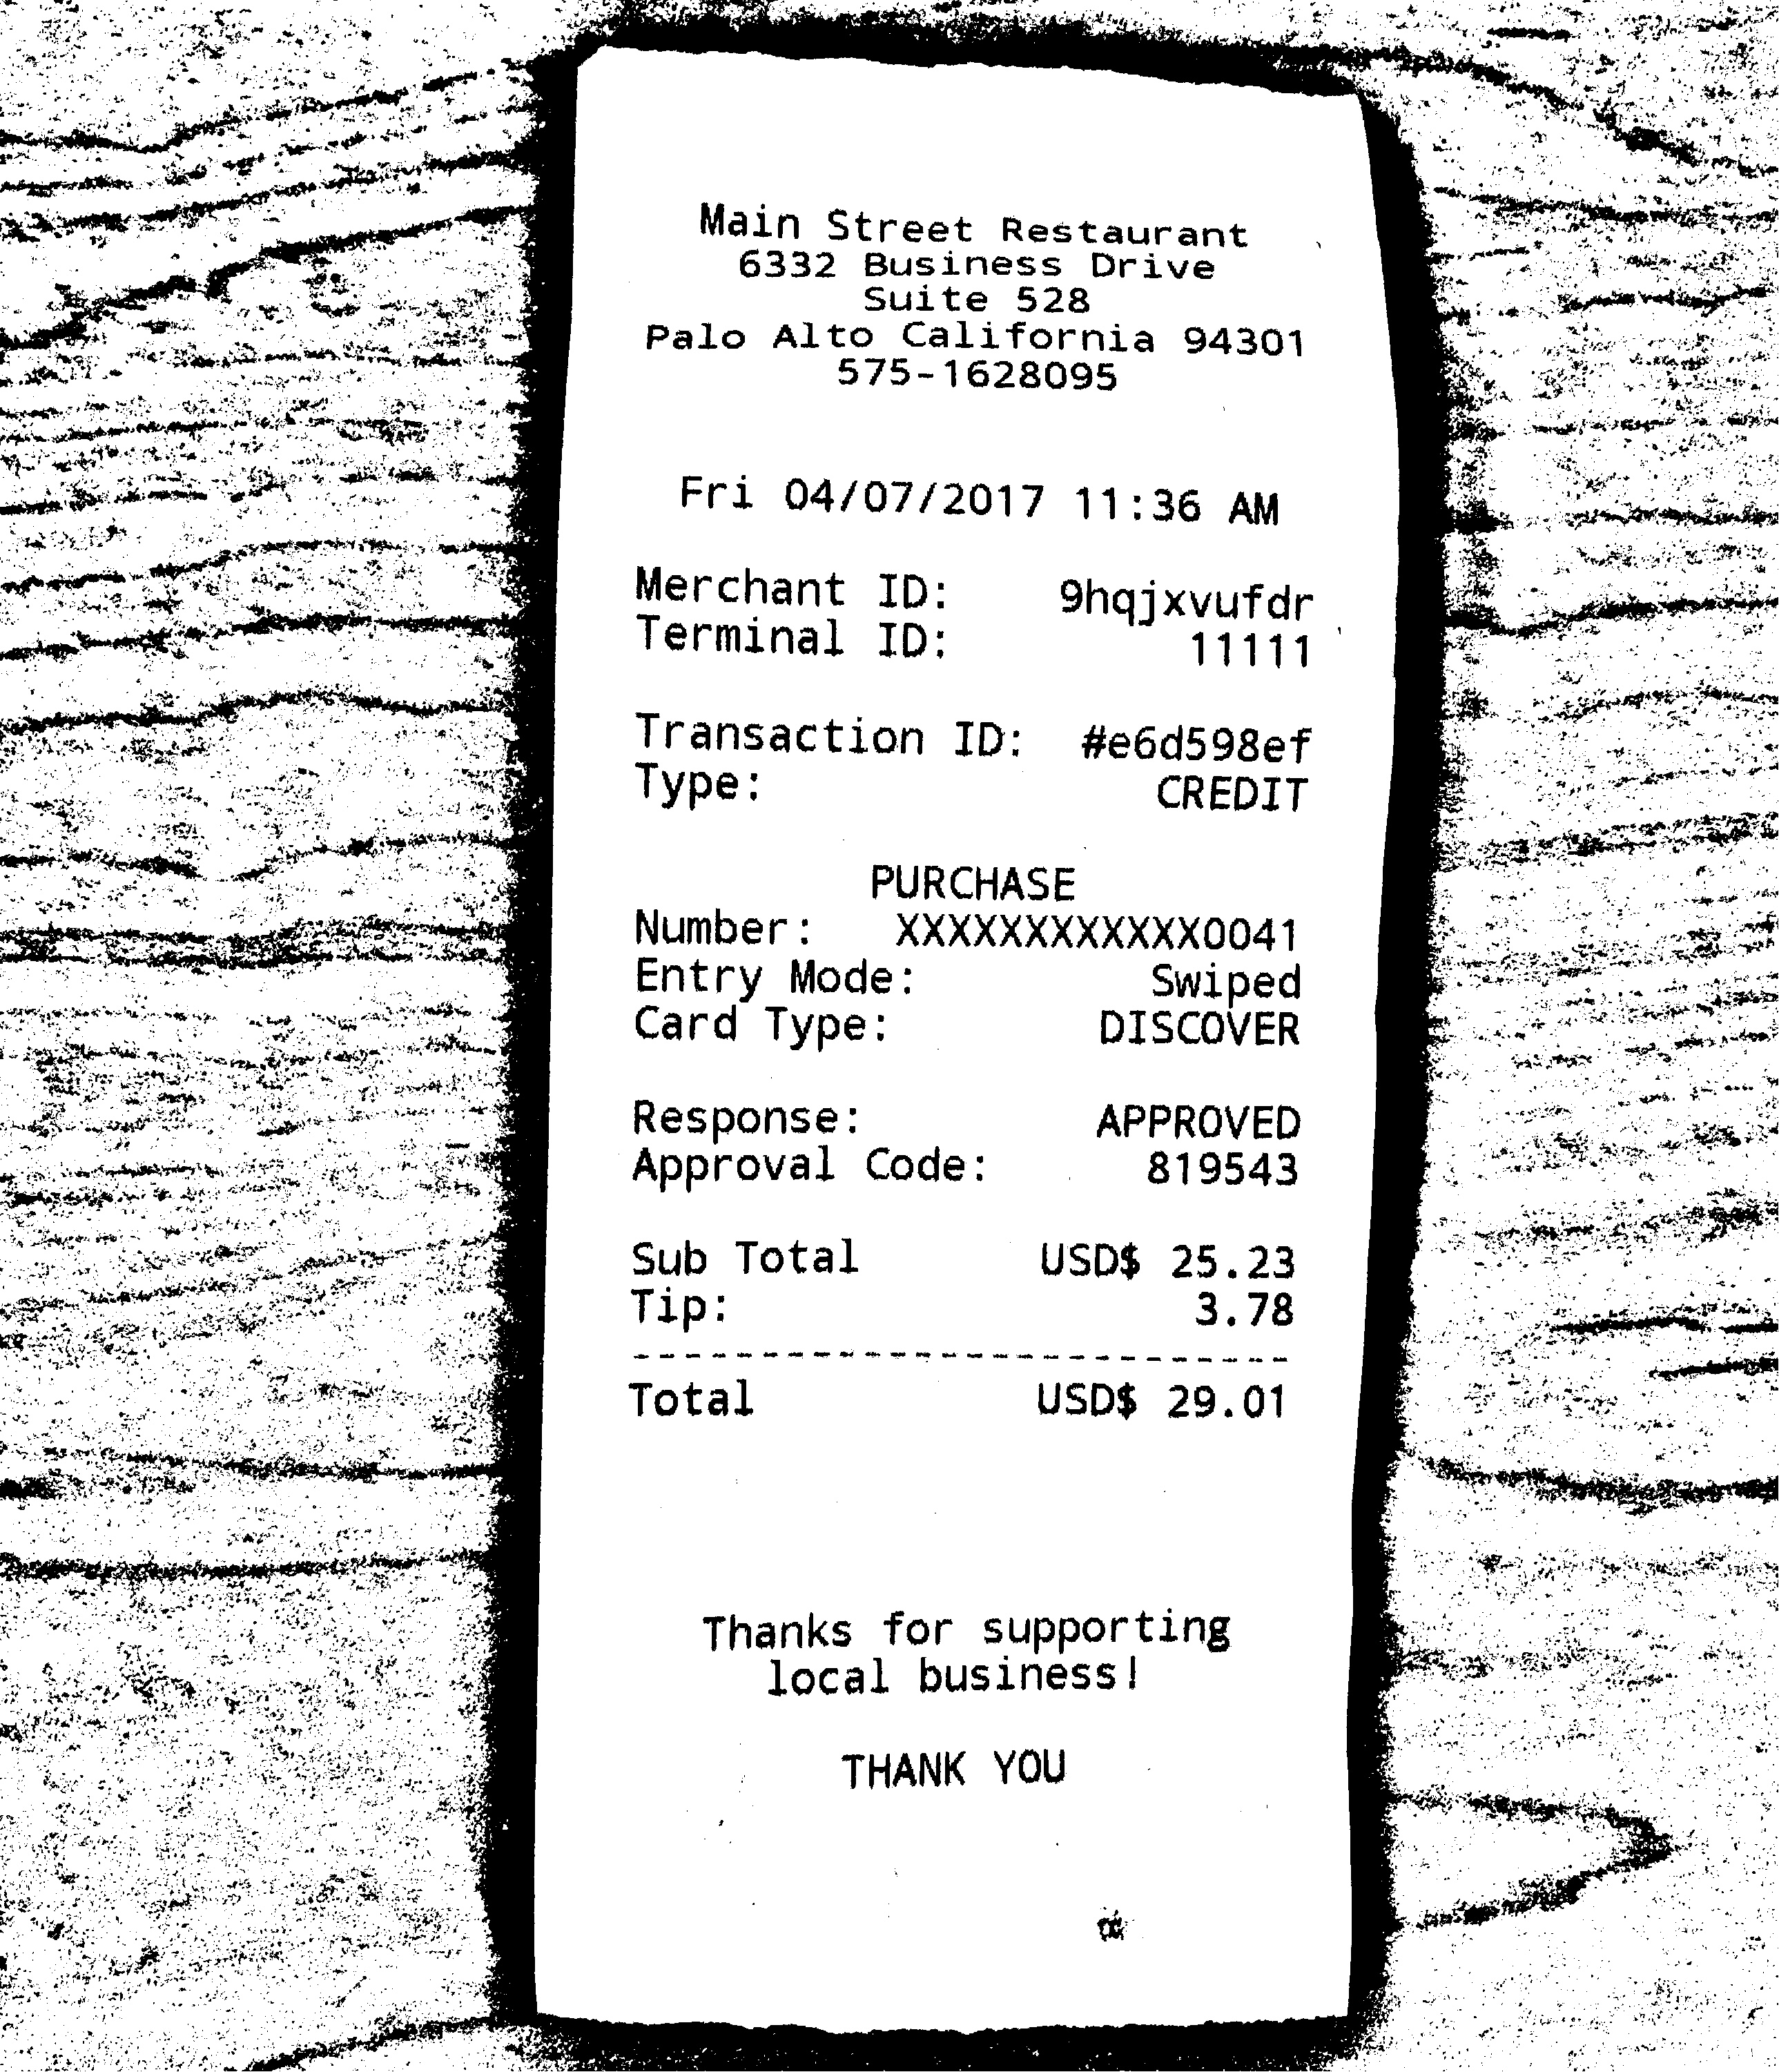 Main Street Restaurant
6332 Business Drive
Suite 528
Palo Alto California 94301
575-1628095
Fri 04/07/2017 11:36 AM
Merchant ID: 9hqjxvufdr
Terminal ID: 11111
Transaction ID: #e6d598ef
Type: CREDIT
PURCHASE
Number: XXXXXXXXXXXX0041
Entry Mode: Swiped
Card Type: DISCOVER
Response: APPROVED
Approval Code: 819543
Sub Total USD$ 25.23
Tip: 3.78
--------------------------
Total USD$ 29.01
Thanks for supporting
local business!
THANK YOU